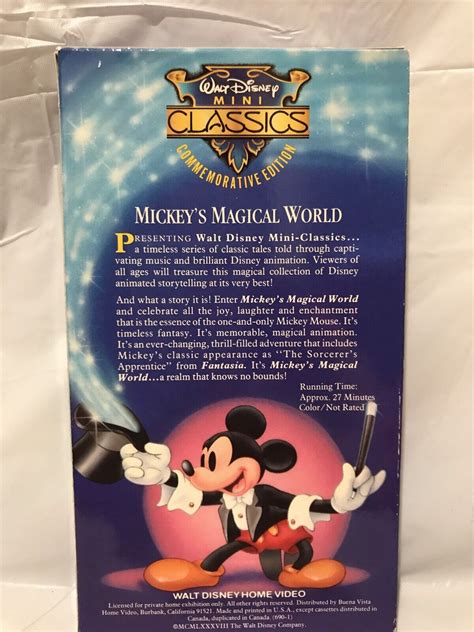 Walt Disney
MINI
CLASSICS
COMMEMORATIVE EDITION
MICKEY'S MAGICAL WORLD
PRESENTING Walt Disney Mini-Classics...
a timeless series of classic tales told through capti-
vating music and brilliant Disney animation. Viewers of
all ages will treasure this magical collection of Disney
animated storytelling at its very best!
And what a story it is! Enter Mickey's Magical World
and celebrate all the joy, laughter and enchantment
that is the essence of the one-and-only Mickey Mouse. It's
timeless fantasy. It's memorable, magical animation.
It's an ever-changing, thrill-filled adventure that includes
Mickey's classic appearance as "The Sorcerer's
Apprentice" from Fantasia. It's Mickey's Magical
World...a realm that knows no bounds!
Running Time:
Approx. 27 Minutes
Color/Not Rated
WALT DISNEY HOME VIDEO
Licensed for private home exhibition only. All other rights reserved. Distributed by Buena Vista
Home Video, Burbank, California 91521. Made and printed in U.S.A., except cassettes distributed in
Canada, duplicated in Canada. (690-1)
©MCMLXXXVIII The Walt Disney Company.